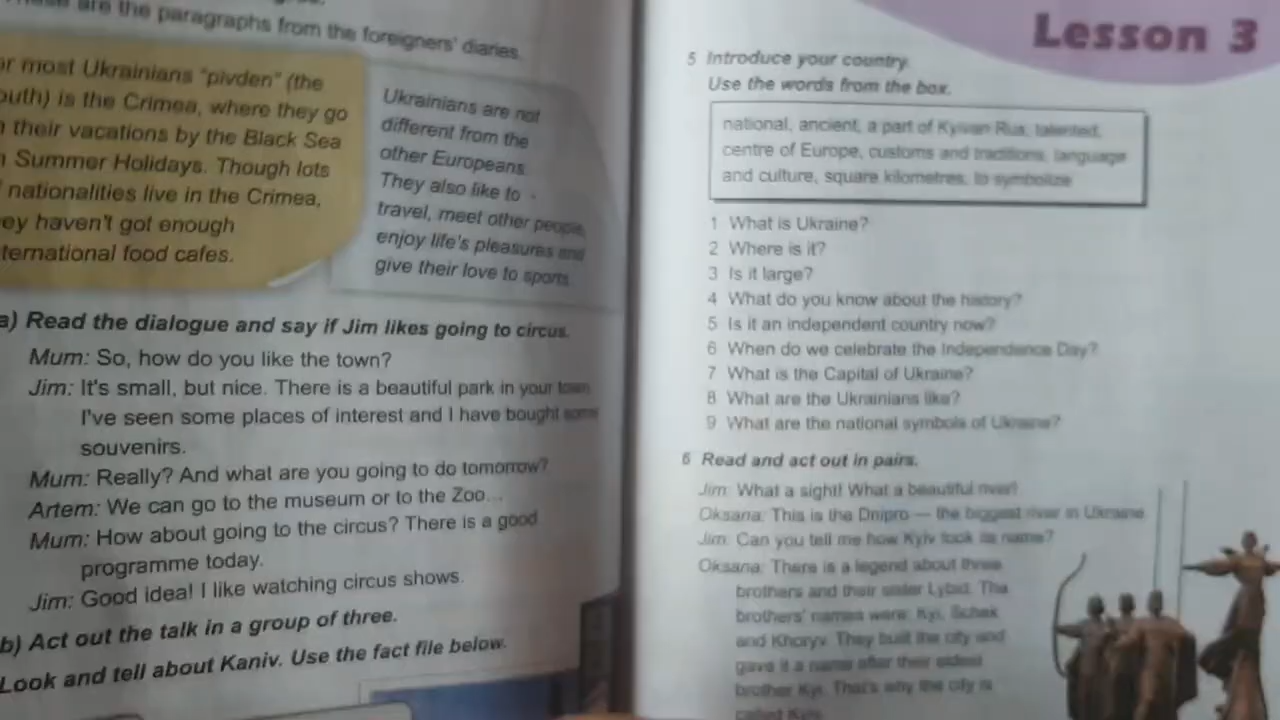 are the paragraphs from the foreigners' diaries.
most Ukrainians "pivden" (the
is the Crimea, where they go
their vacations by the Black Sea
Summer Holidays. Though lots
nationalities live in the Crimea,
haven't got enough
food cafes.
Ukrainians are not
different from the
other Europeans.
They also like to
travel, meet other people,
enjoy life's pleasures and
give their love to sports.
a) Read the dialogue and say if Jim likes going to circus.
Mum: So, how do you like the town?
Jim: It's small, but nice. There is a beautiful park in your town.
I've seen some places of interest and I have bought some
souvenirs.
Mum: Really? And what are you going to do tomorrow?
Artem: We can go to the museum or to the Zoo...
Mum: How about going to the circus? There is a good
programme today.
Jim: Good idea! I like watching circus shows.
b) Act out the talk in a group of three.
Look and tell about Kaniv. Use the fact file below.
Lesson 3
5 Introduce your country.
Use the words from the box.
national, ancient, a part of Kyivan Rus, talented,
centre of Europe, customs and traditions, language
and culture, square kilometres, to symbolize
1 What is Ukraine?
2 Where is it?
3 Is it large?
4 What do you know about the history?
5 Is it an independent country now?
6 When do we celebrate the Independence Day?
7 What is the Capital of Ukraine?
8 What are the Ukrainians like?
9 What are the national symbols of Ukraine?
6 Read and act out in pairs.
Jim: What a sight! What a beautiful river!
Oksana: This is the Dnipro — the biggest river in Ukraine.
Jim: Can you tell me how Kyiv took its name?
Oksana: There is a legend about three
brothers and their sister Lybid. The
brothers' names were: Kyi, Schek
and Khoryv. They built the city and
gave it a name after their eldest
brother Kyi. That's why the city is
called Kyiv.